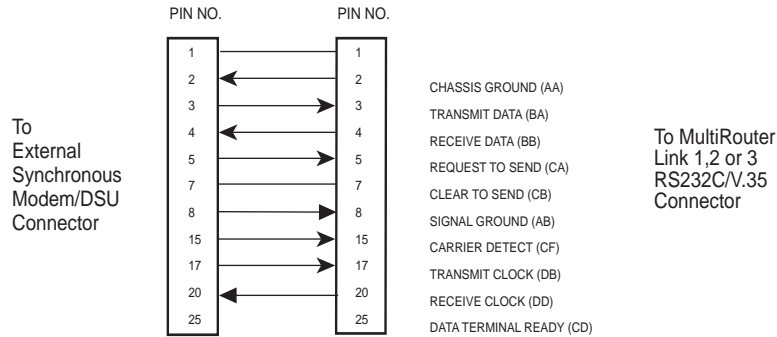 PIN NO. PIN NO.
1 1
2 2
3 3
4 4
5 5
7 7
8 8
15 15
17 17
20 20
25 25
To
External
Synchronous
Modem/DSU
Connector
CHASSIS GROUND (AA)
TRANSMIT DATA (BA)
RECEIVE DATA (BB)
REQUEST TO SEND (CA)
CLEAR TO SEND (CB)
SIGNAL GROUND (AB)
CARRIER DETECT (CF)
TRANSMIT CLOCK (DB)
RECEIVE CLOCK (DD)
DATA TERMINAL READY (CD)
To MultiRouter
Link 1,2 or 3
RS232C/V.35
Connector